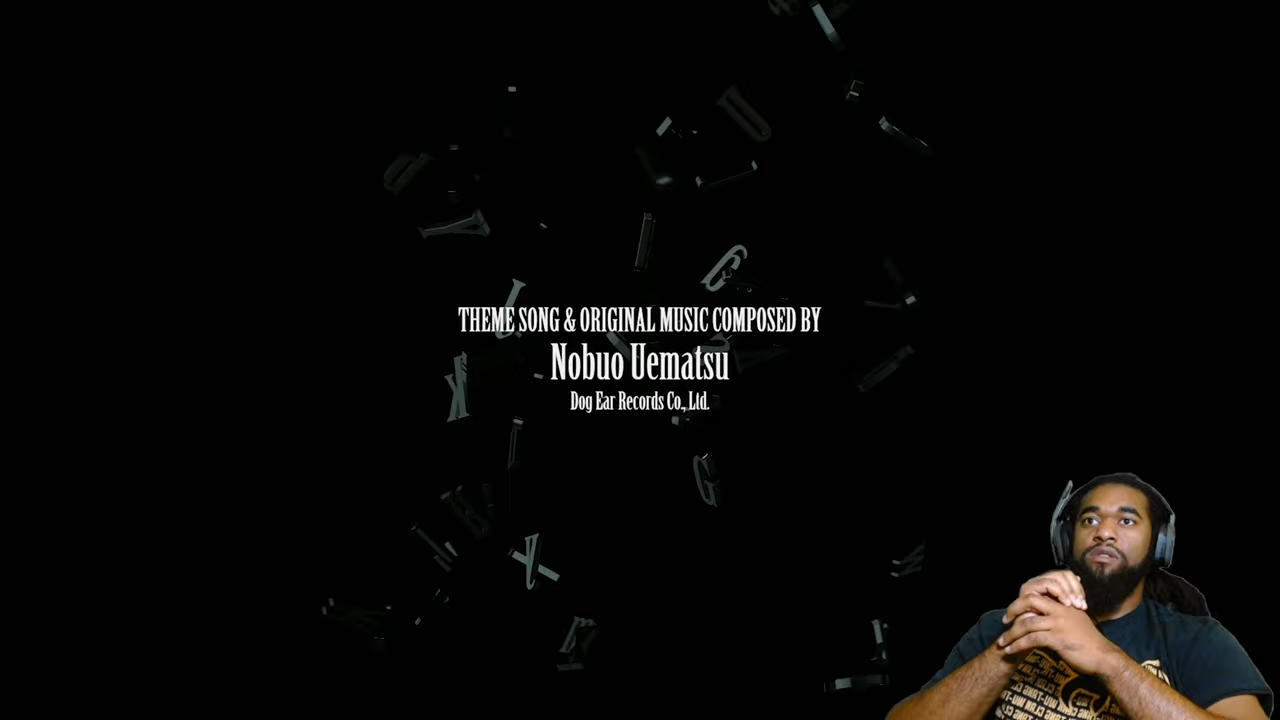 THEME SONG & ORIGINAL MUSIC COMPOSED BY
Nobuo Uematsu
Dog Ear Records Co., Ltd.